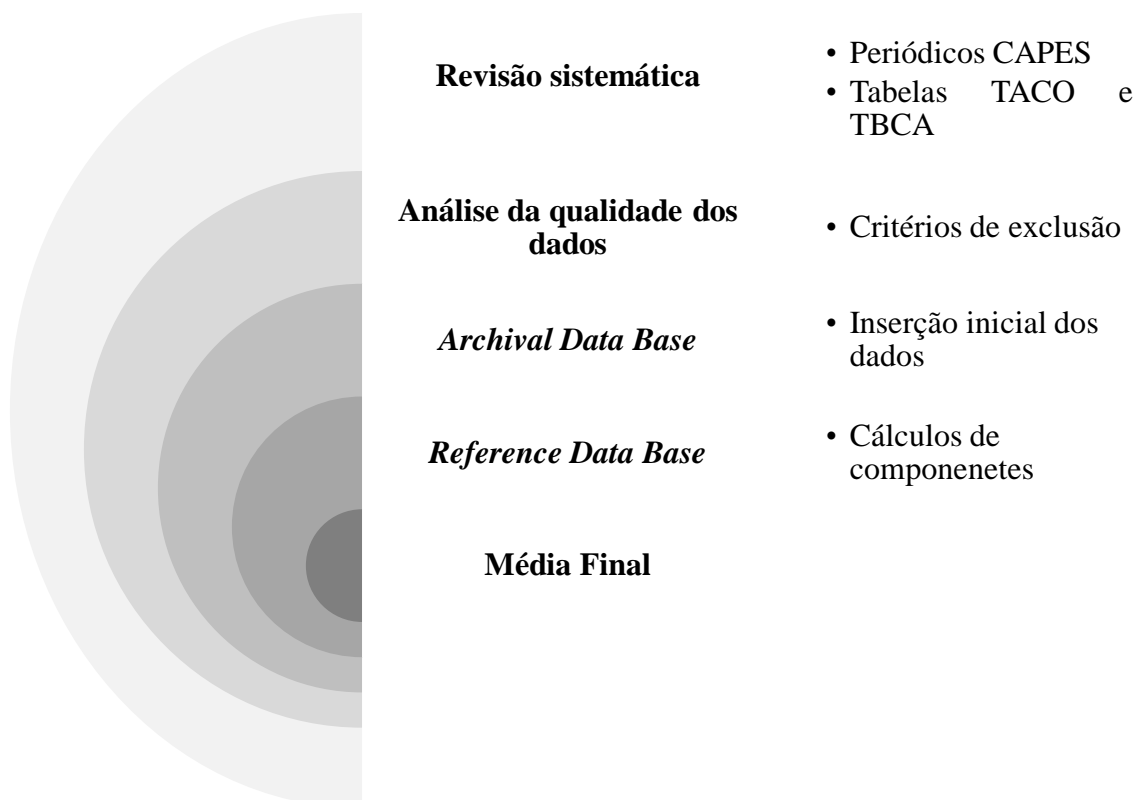 Revisão sistemática
• Periódicos CAPES
• Tabelas TACO e
TBCA
Análise da qualidade dos
dados
• Critérios de exclusão
Archival Data Base
• Inserção inicial dos
dados
Reference Data Base
• Cálculos de
componenetes
Média Final